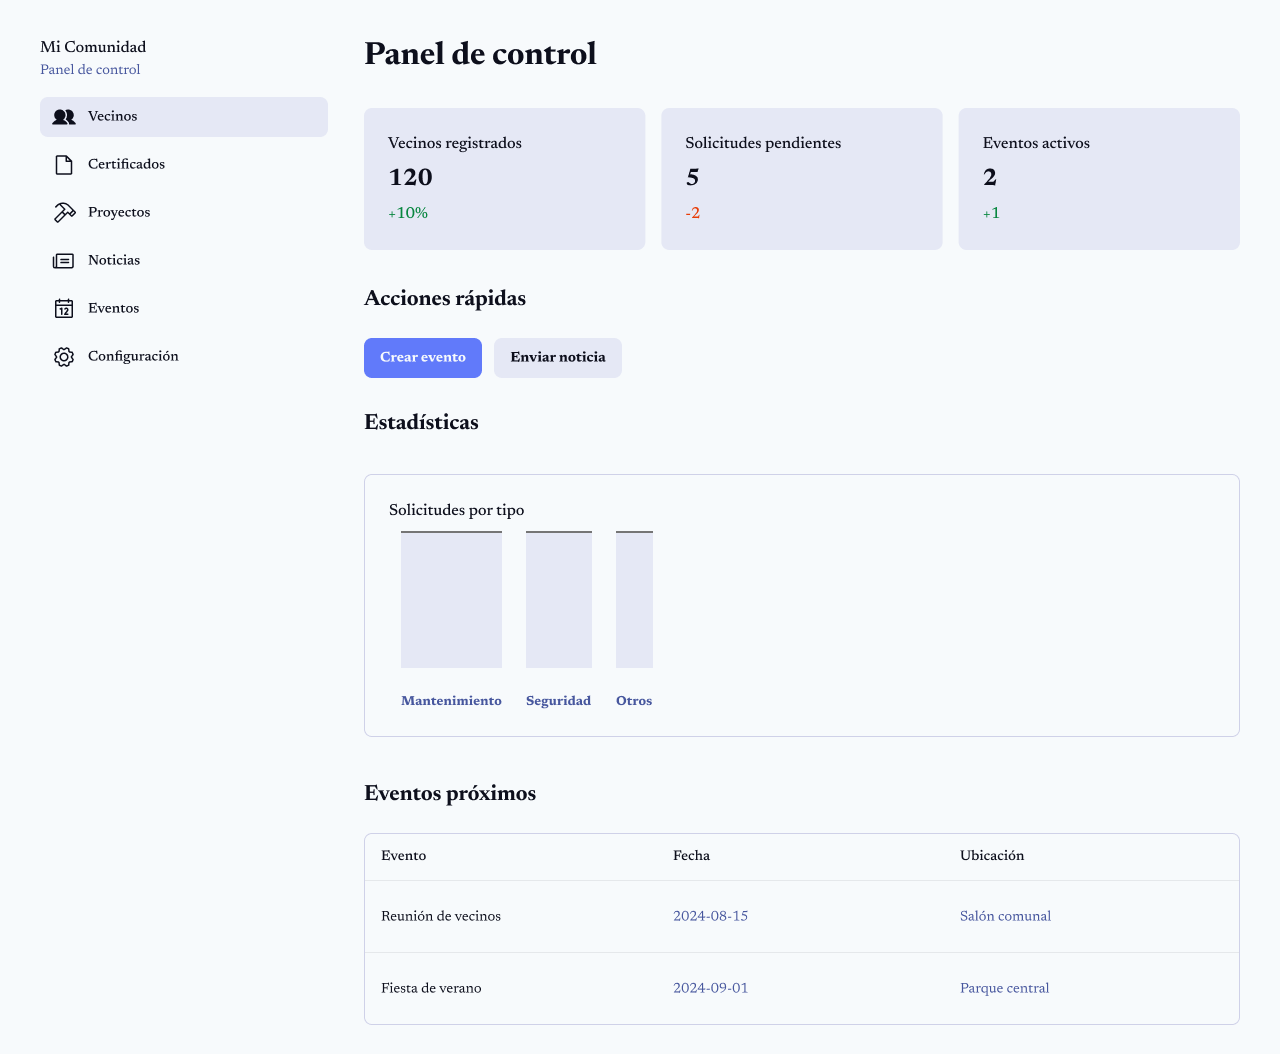 Mi Comunidad
Panel de control
Vecinos
Certificados
Proyectos
Noticias
12
Eventos
Configuración
Panel de control
Vecinos registrados
120
+10%
Solicitudes pendientes
5
-2
Eventos activos
2
+1
Acciones rápidas
Crear evento
Enviar noticia
Estadísticas
Solicitudes por tipo
Mantenimiento
Seguridad
Otros
Eventos próximos
Evento Fecha Ubicación
Reunión de vecinos 2024-08-15 Salón comunal
Fiesta de verano 2024-09-01 Parque central